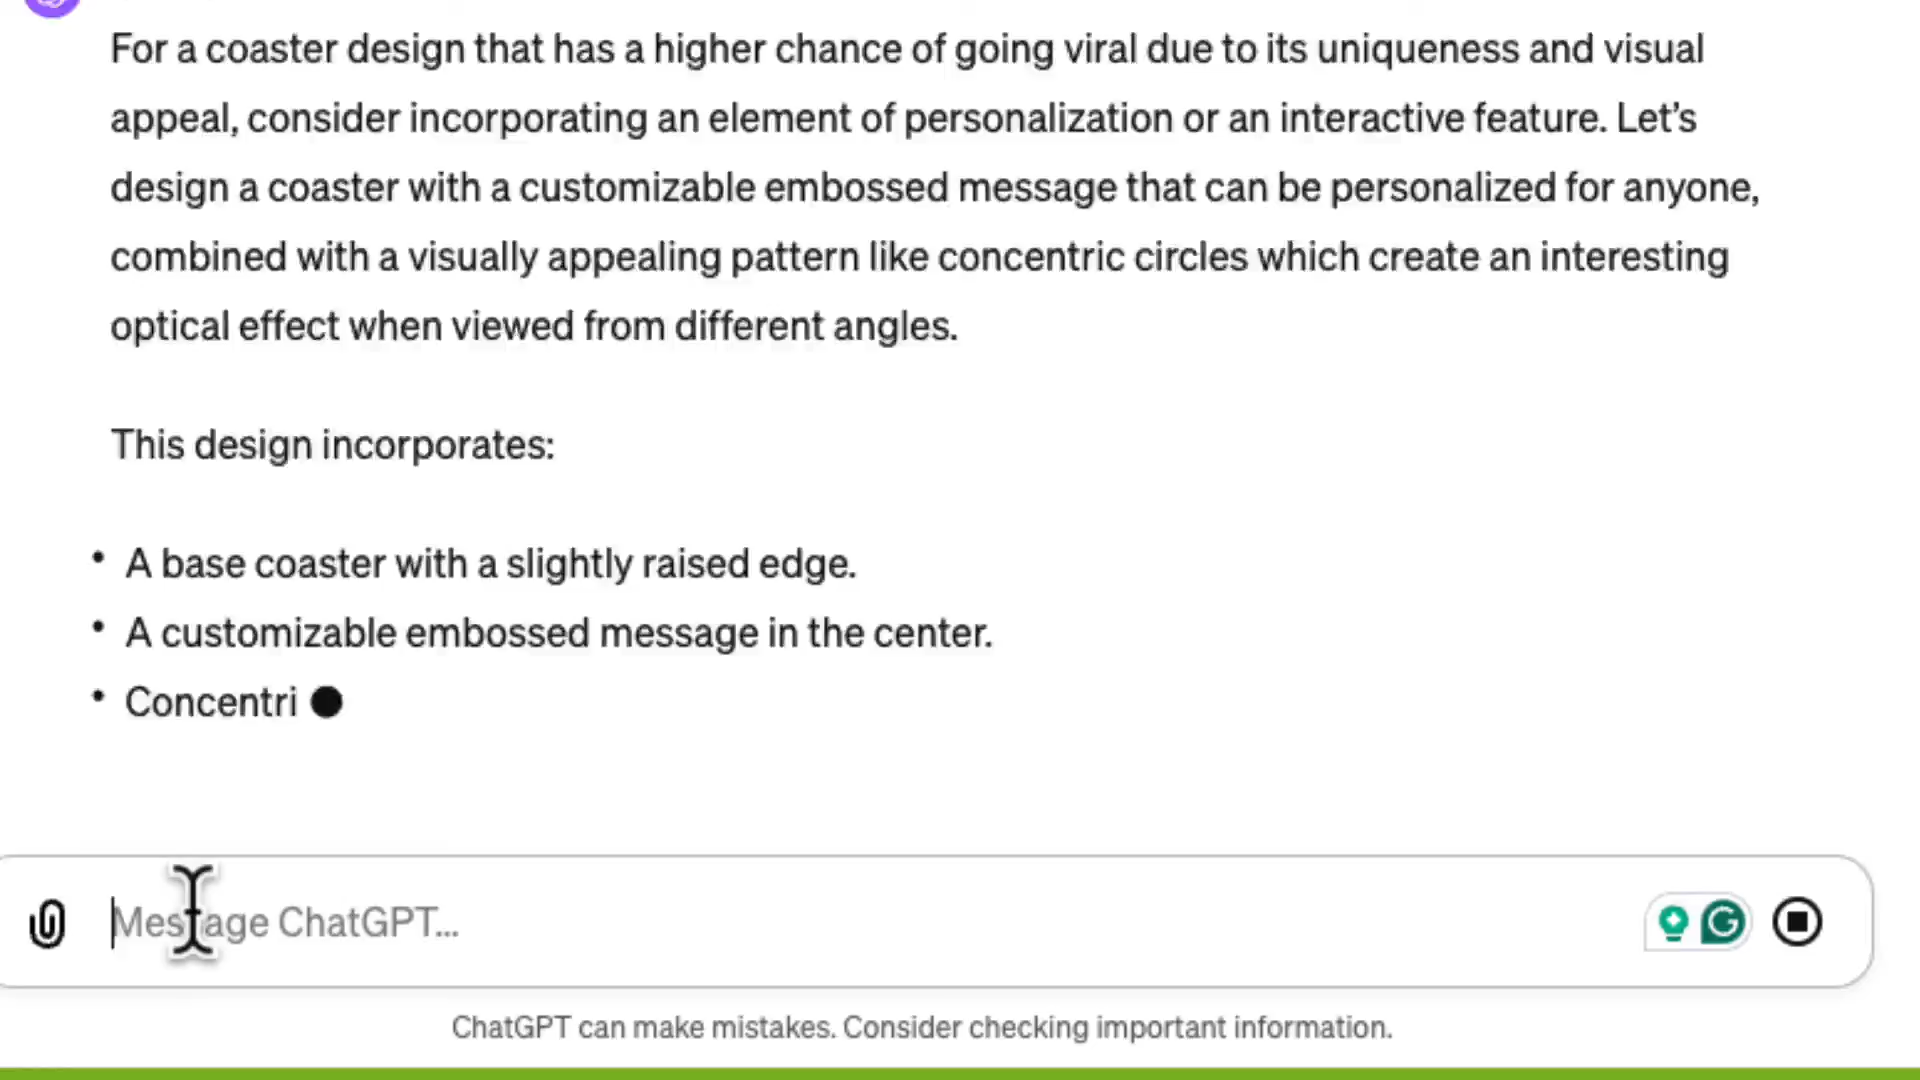 For a coaster design that has a higher chance of going viral due to its uniqueness and visual
appeal, consider incorporating an element of personalization or an interactive feature. Let’s
design a coaster with a customizable embossed message that can be personalized for anyone,
combined with a visually appealing pattern like concentric circles which create an interesting
optical effect when viewed from different angles.
This design incorporates:
• A base coaster with a slightly raised edge.
• A customizable embossed message in the center.
• Concentri
Message ChatGPT...
ChatGPT can make mistakes. Consider checking important information.